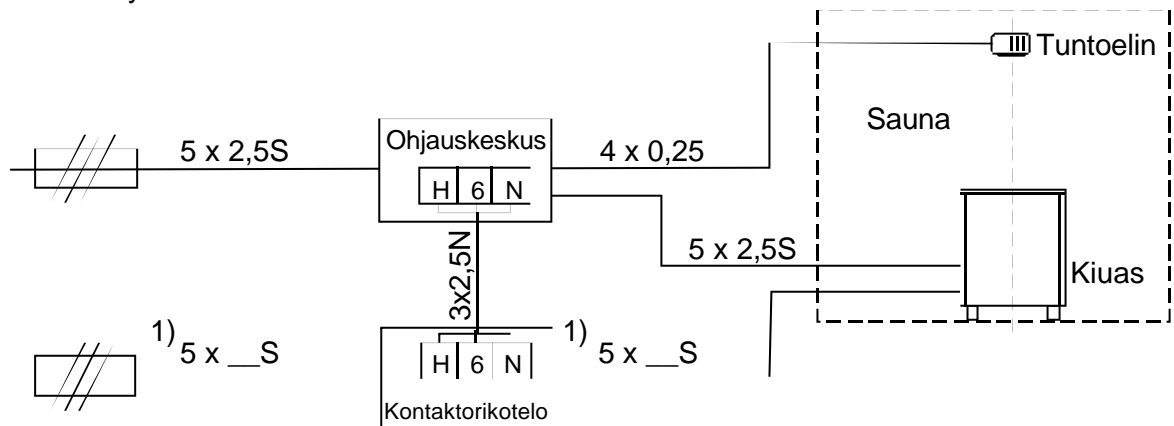 Tuntoelin
Sauna
Ohjauskeskus
5 x 2,5S
4 x 0,25
H 6 N
5 x 2,5S
3x2,5N
Kiuas
1)
5 x __S
H 6 N
1)
5 x __S
Kontaktorikotelo